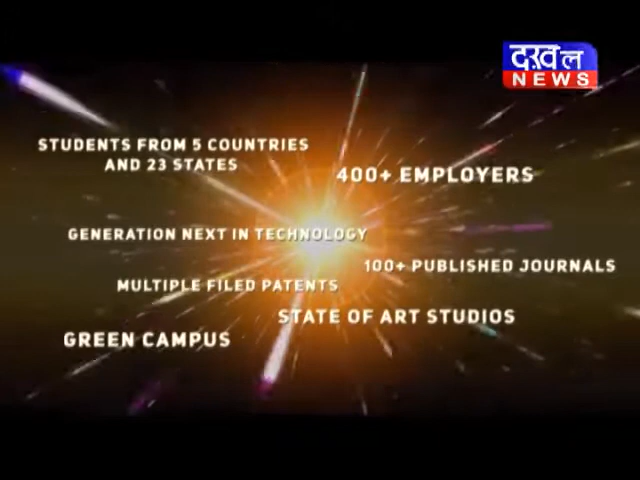 दख़ल
NEWS
STUDENTS FROM 5 COUNTRIES
AND 23 STATES
400+ EMPLOYERS
GENERATION NEXT IN TECHNOLOGY
100+ PUBLISHED JOURNALS
MULTIPLE FILED PATENTS
STATE OF ART STUDIOS
GREEN CAMPUS